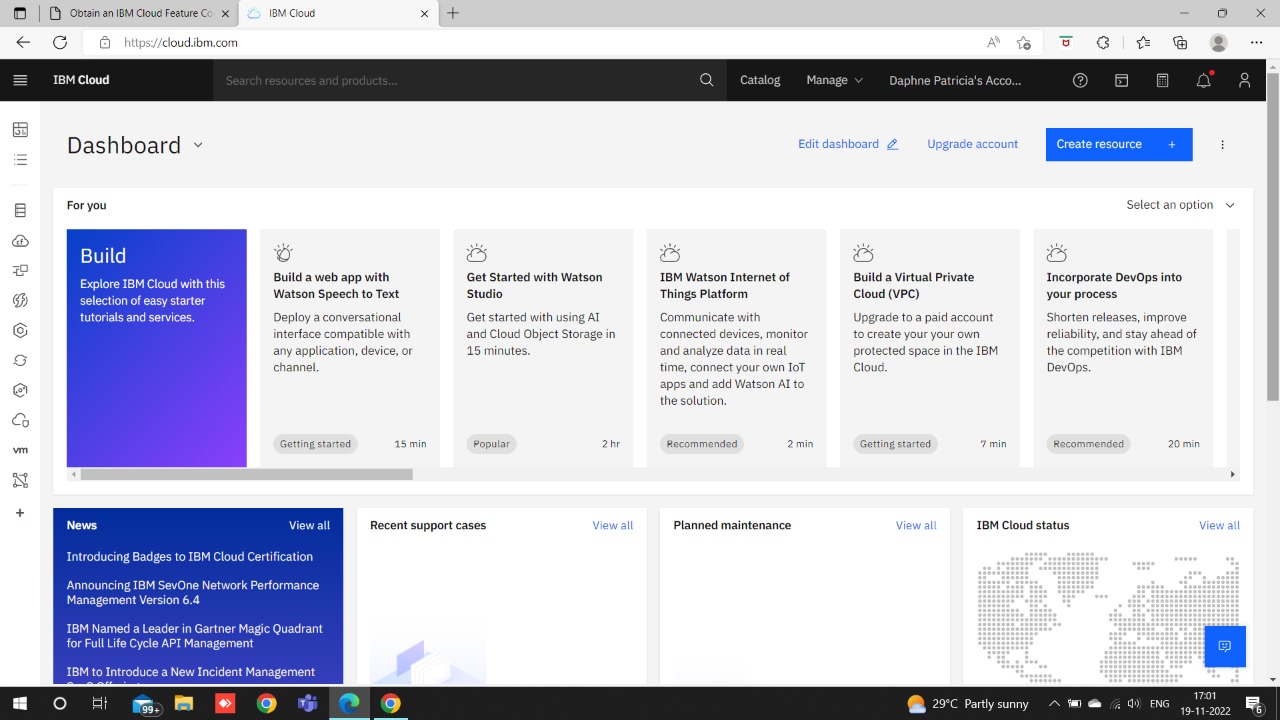 Obtain an IBM Cloud Feature Co
IBM Cloud
https://cloud.ibm.com
IBM Cloud
Search resources and products...
Catalog
Manage
Daphne Patricia's Acco...
Dashboard
Edit dashboard
Upgrade account
Create resource +
For you
Select an option
Build
Explore IBM Cloud with this
selection of easy starter
tutorials and services.
Build a web app with
Watson Speech to Text
Deploy a conversational
interface compatible with
any application, device, or
channel.
Getting started
15 min
Get Started with Watson
Studio
Get started with using AI
and Cloud Object Storage in
15 minutes.
Popular
2 hr
IBM Watson Internet of
Things Platform
Communicate with
connected devices, monitor
and analyze data in real
time, connect your own IoT
apps and add Watson AI to
the solution.
Recommended
2 min
Build a Virtual Private
Cloud (VPC)
Upgrade to a paid account
to create your your own
protected space in the IBM
Cloud.
Getting started
7 min
Incorporate DevOps into
your process
Shorten releases, improve
reliability, and stay ahead of
the competition with IBM
DevOps.
Recommended
20 min
vm
News
View all
Introducing Badges to IBM Cloud Certification
Announcing IBM SevOne Network Performance
Management Version 6.4
IBM Named a Leader in Gartner Magic Quadrant
for Full Life Cycle API Management
IBM to Introduce a New Incident Management
Recent support cases
View all
Planned maintenance
View all
IBM Cloud status
View all
99+
29°C Partly sunny
ENG
17:01
19-11-2022
6